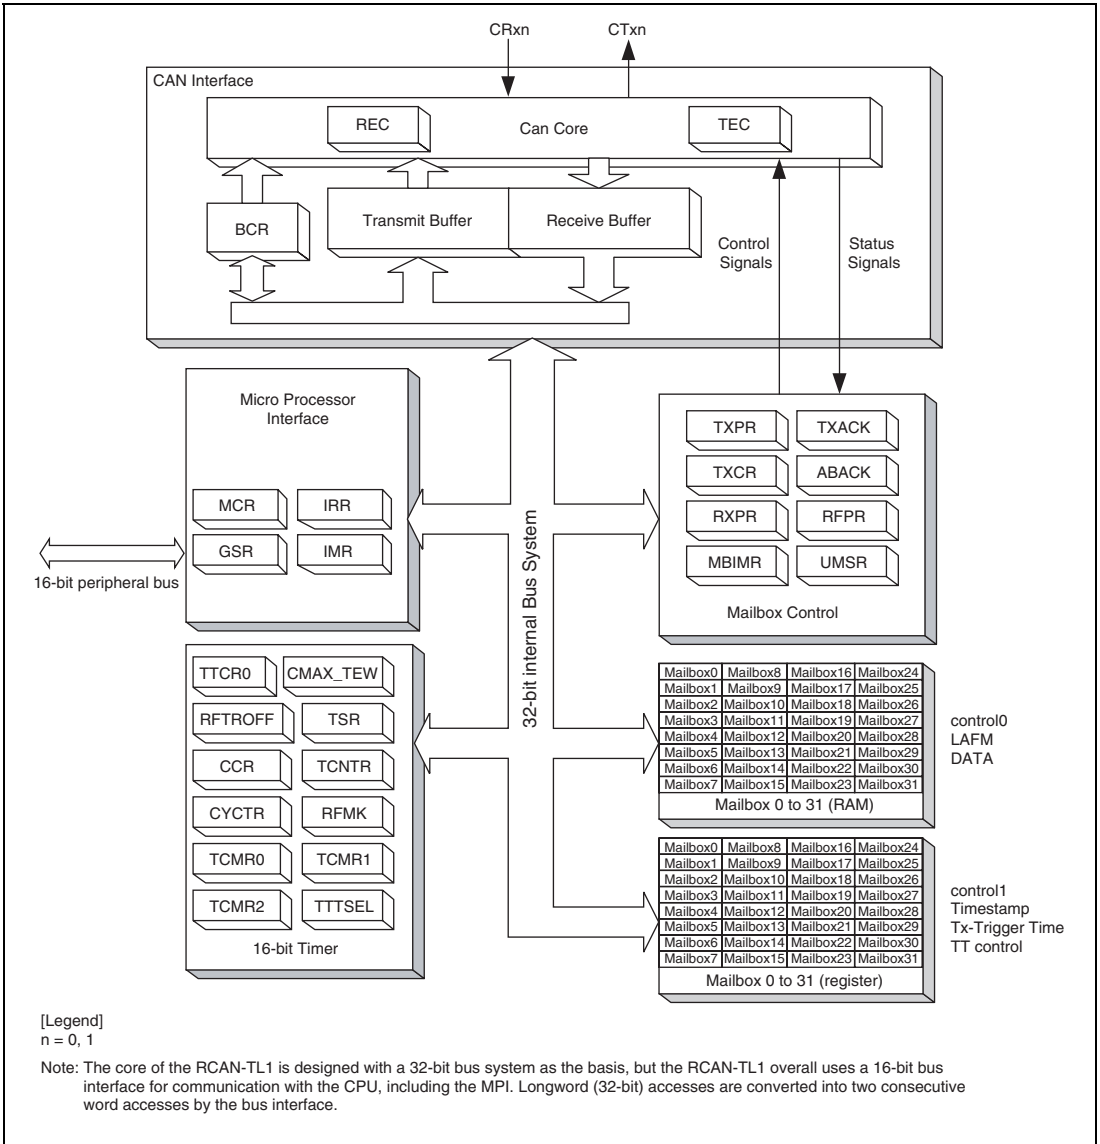 CRxn CTxn
CAN Interface
REC Can Core TEC
BCR Transmit Buffer Receive Buffer
Control
Signals
Status
Signals
Micro Processor
Interface
MCR IRR
GSR IMR
16-bit peripheral bus
32-bit internal Bus System
TXPR TXACK
TXCR ABACK
RXPR RFPR
MBIMR UMSR
Mailbox Control
TTCR0 CMAX_TEW
RFTROFF TSR
CCR TCNTR
CYCTR RFMK
TCMR0 TCMR1
TCMR2 TTTSEL
16-bit Timer
Mailbox0 Mailbox8 Mailbox16 Mailbox24
Mailbox1 Mailbox9 Mailbox17 Mailbox25
Mailbox2 Mailbox10 Mailbox18 Mailbox26
Mailbox3 Mailbox11 Mailbox19 Mailbox27
Mailbox4 Mailbox12 Mailbox20 Mailbox28
Mailbox5 Mailbox13 Mailbox21 Mailbox29
Mailbox6 Mailbox14 Mailbox22 Mailbox30
Mailbox7 Mailbox15 Mailbox23 Mailbox31
Mailbox 0 to 31 (RAM)
control0
LAFM
DATA
Mailbox0 Mailbox8 Mailbox16 Mailbox24
Mailbox1 Mailbox9 Mailbox17 Mailbox25
Mailbox2 Mailbox10 Mailbox18 Mailbox26
Mailbox3 Mailbox11 Mailbox19 Mailbox27
Mailbox4 Mailbox12 Mailbox20 Mailbox28
Mailbox5 Mailbox13 Mailbox21 Mailbox29
Mailbox6 Mailbox14 Mailbox22 Mailbox30
Mailbox7 Mailbox15 Mailbox23 Mailbox31
Mailbox 0 to 31 (register)
control1
Timestamp
Tx-Trigger Time
TT control
[Legend]
n = 0, 1
Note: The core of the RCAN-TL1 is designed with a 32-bit bus system as the basis, but the RCAN-TL1 overall uses a 16-bit bus
interface for communication with the CPU, including the MPI. Longword (32-bit) accesses are converted into two consecutive
word accesses by the bus interface.